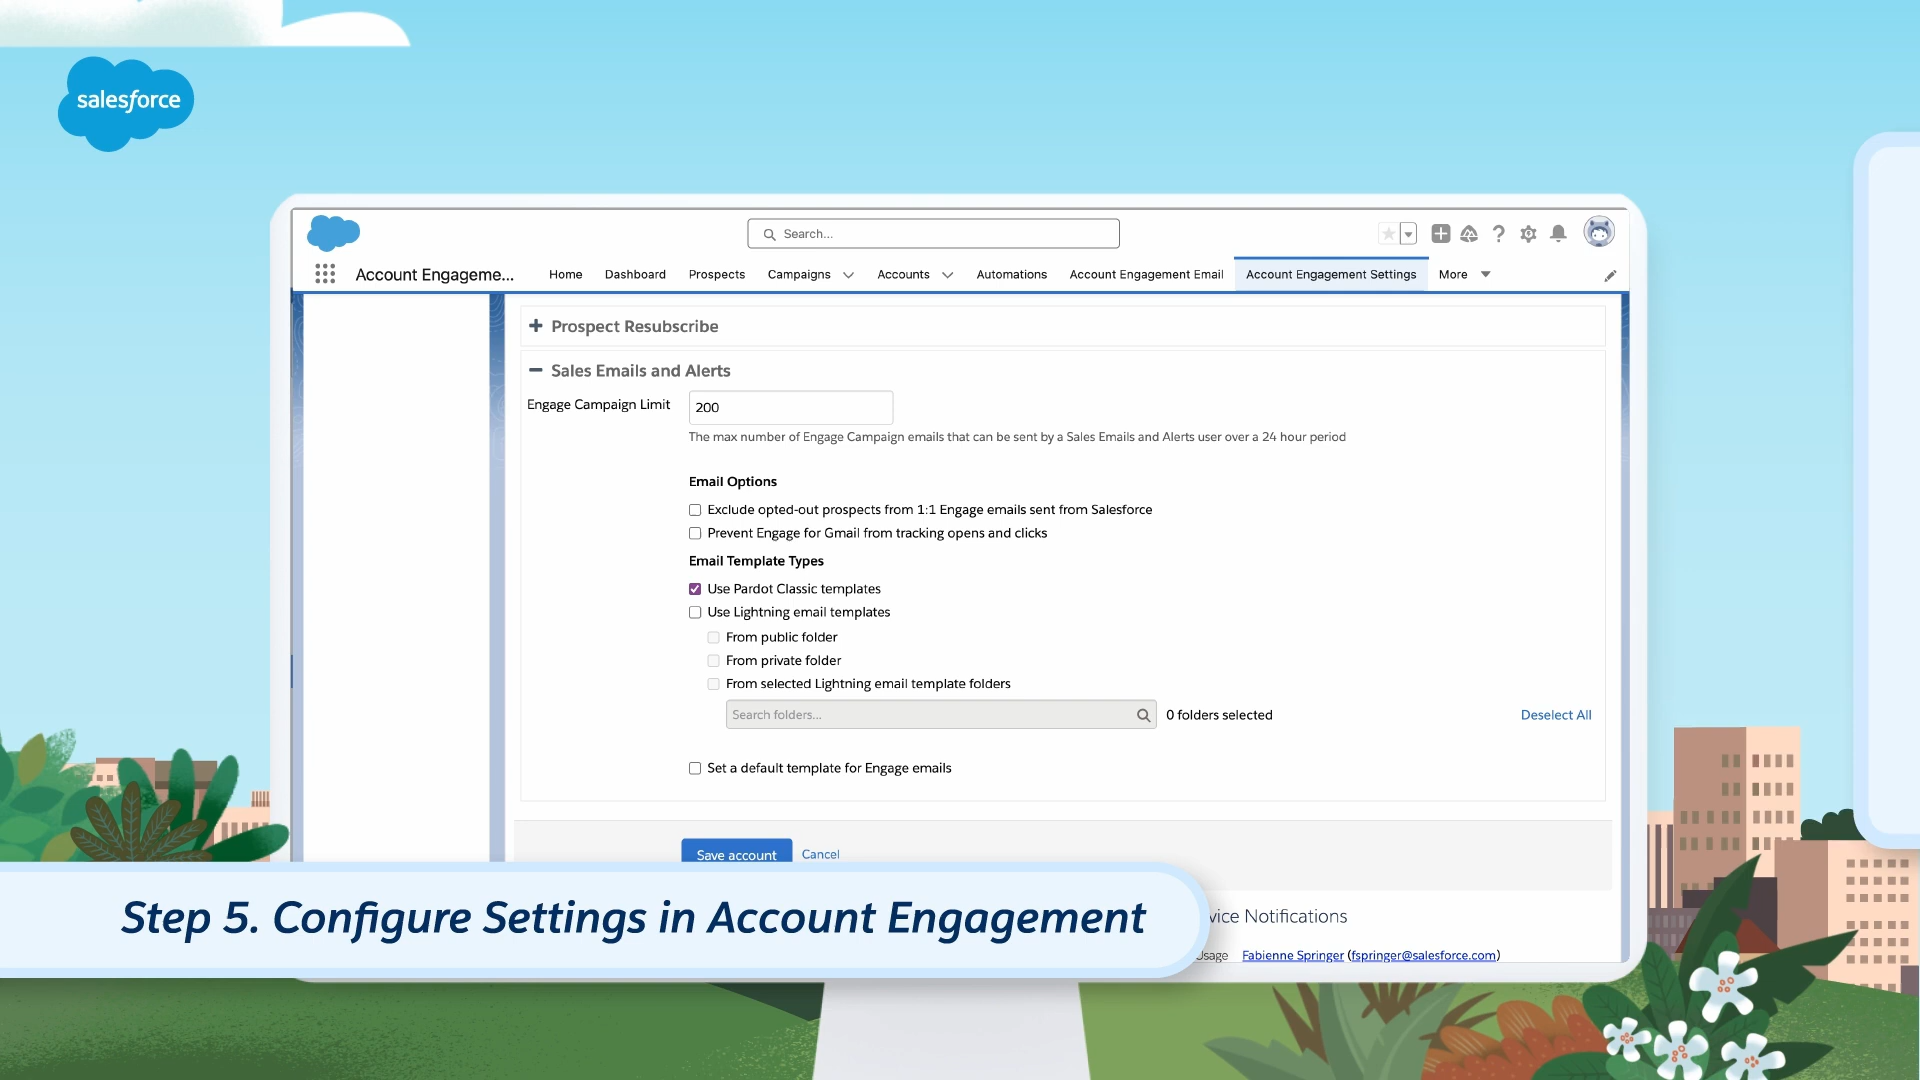 salesforce
Search...
Account Engageme...
Home
Dashboard
Prospects
Campaigns
Accounts
Automations
Account Engagement Email
Account Engagement Settings
More
Prospect Resubscribe
Sales Emails and Alerts
Engage Campaign Limit
200
The max number of Engage Campaign emails that can be sent by a Sales Emails and Alerts user over a 24 hour period
Email Options
Exclude opted-out prospects from 1:1 Engage emails sent from Salesforce
Prevent Engage for Gmail from tracking opens and clicks
Email Template Types
Use Pardot Classic templates
Use Lightning email templates
From public folder
From private folder
From selected Lightning email template folders
Search folders...
0 folders selected
Deselect All
Set a default template for Engage emails
Save account
Cancel
Step 5. Configure Settings in Account Engagement
Notifications
Usage
Fabienne Springer (fspringer@salesforce.com)